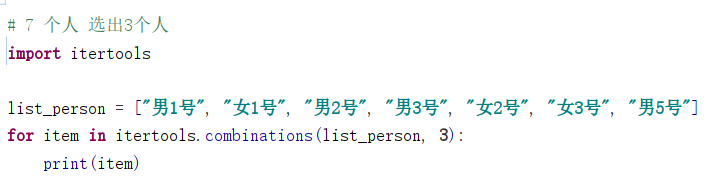 # 7 个人 选出3个人
import itertools
list_person = ["男1号", "女1号", "男2号", "男3号", "女2号", "女3号", "男5号"]
for item in itertools.combinations(list_person, 3):
    print(item)